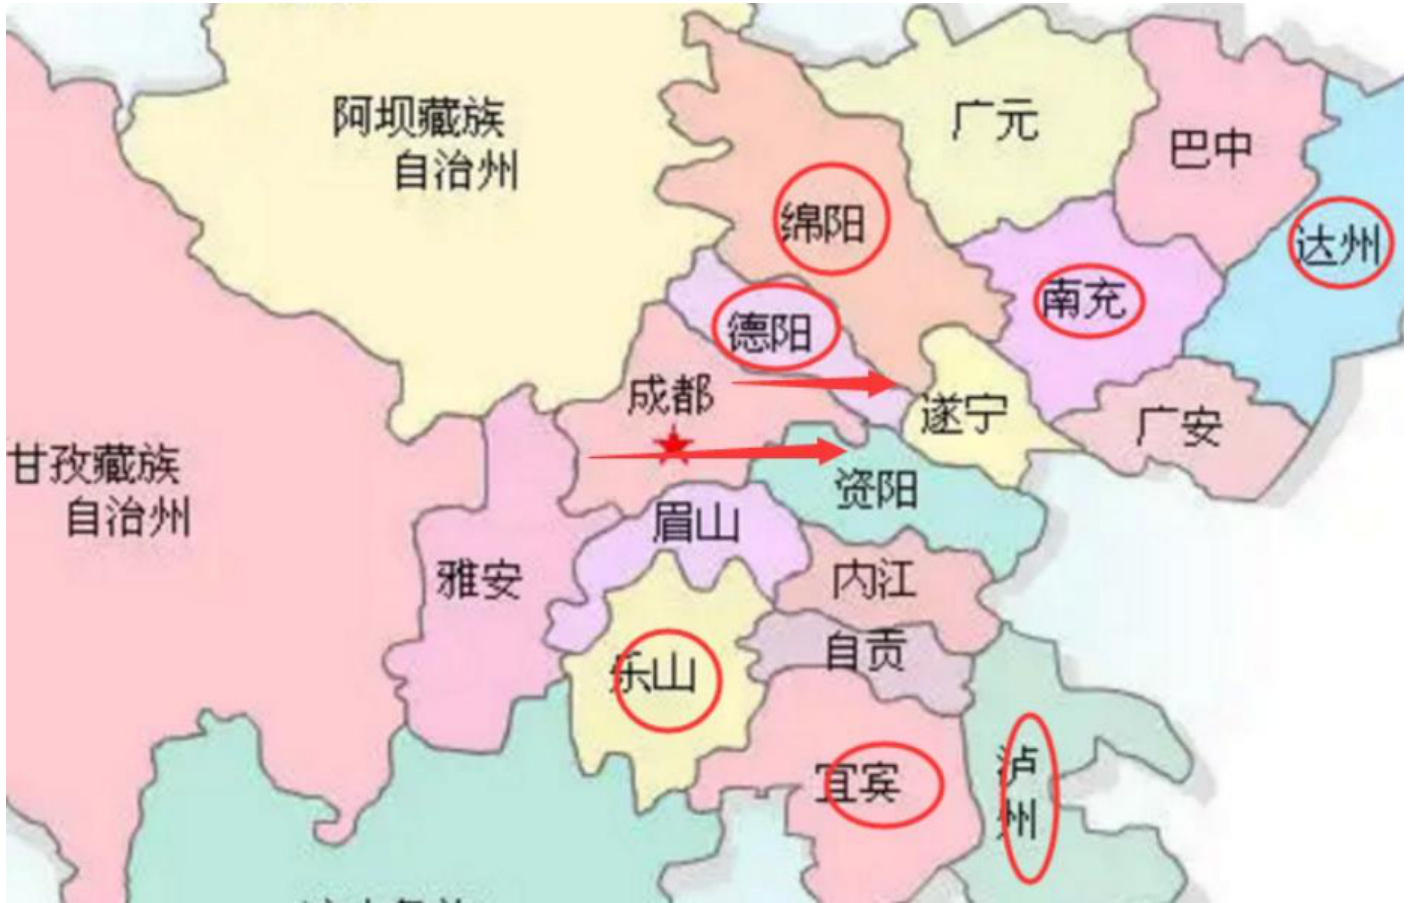 阿坝藏族
自治州
广元
巴中
绵阳
达州
南充
德阳
成都
遂宁
广安
甘孜藏族
自治州
资阳
眉山
雅安
内江
自贡
乐山
宜宾
泸州